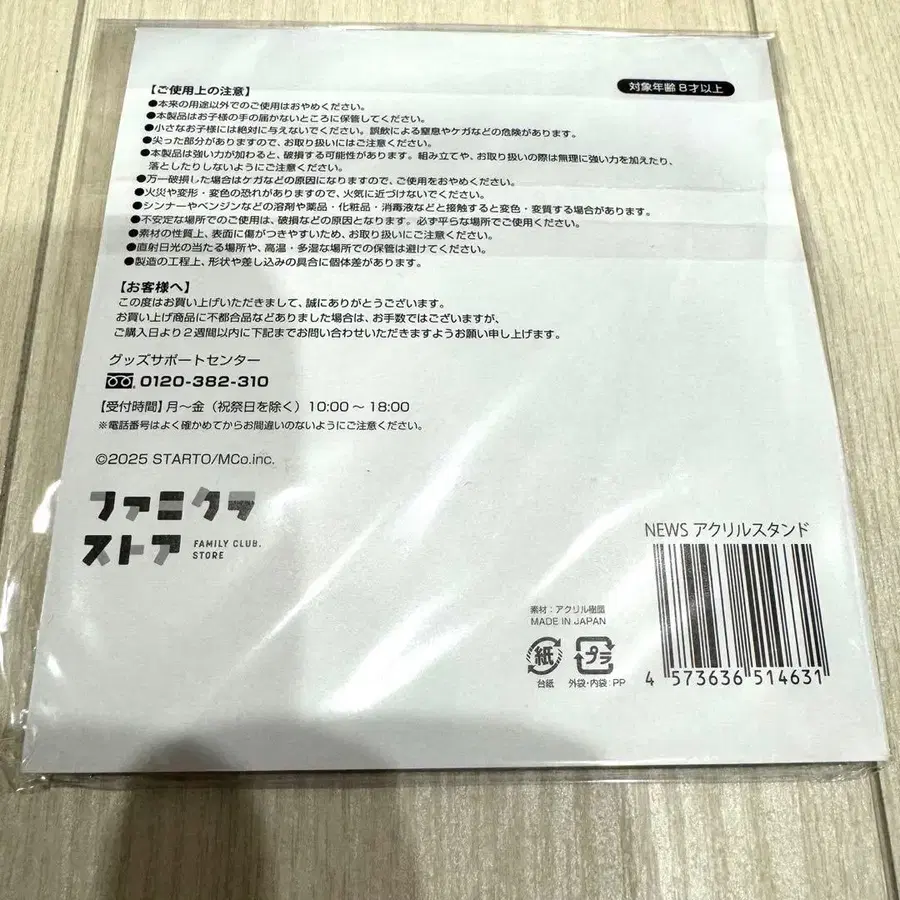 【ご使用上の注意】
対象年齢8才以上
●本来の用途以外でのご使用はおやめください。
●本製品はお子様の手の届かないところに保管してください。
●小さなお子様には絶対に与えないでください。誤飲による窒息やケガなどの危険があります。
●尖った部分がありますので、お取り扱いにはご注意ください。
●本製品は強い力が加わると、破損する可能性があります。組み立てや、お取り扱いの際は無理に強い力を加えたり、
落としたりしないようにご注意ください。
●万一破損した場合はケガなどの原因になりますので、ご使用をおやめください。
●火災や変形・変色の恐れがありますので、火気に近づけないでください。
●シンナーやベンジンなどの溶剤や薬品・化粧品・消毒液などと接触すると変色・変質する場合があります。
●不安定な場所でのご使用は、破損などの原因となります。必ず平らな場所でご使用ください。
●素材の性質上、表面に傷がつきやすいため、お取り扱いにご注意ください。
●直射日光の当たる場所や、高温・多湿な場所での保管は避けてください。
●製造の工程上、形状や差し込みの具合に個体差があります。
【お客様へ】
この度はお買い上げいただきまして、誠にありがとうございます。
お買い上げ商品に不都合品などありました場合は、お手数ではございますが、
ご購入日より2週間以内に下記までお問い合わせいただきますようお願い申し上げます。
グッズサポートセンター
0120-382-310
【受付時間】月〜金（祝祭日を除く）10:00 〜 18:00
※電話番号はよく確かめてからお間違いのないようにご注意ください。
©2025 STARTO/MCo.inc.
ファミクラ
ストア
FAMILY CLUB.
STORE
NEWS アクリルスタンド
素材：アクリル樹脂
MADE IN JAPAN
紙
プラ
台紙
外袋・内袋：PP
4 573636 514631